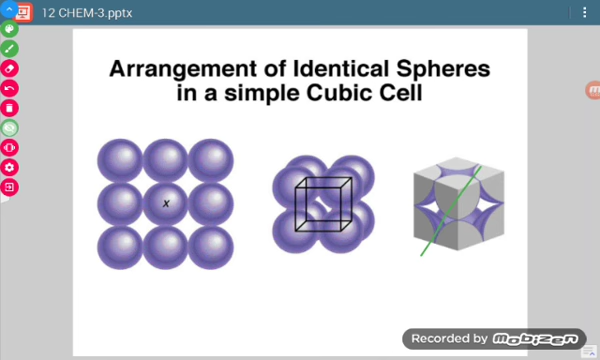 12 CHEM-3.pptx
Arrangement of Identical Spheres
in a simple Cubic Cell
x
Recorded by mobizen